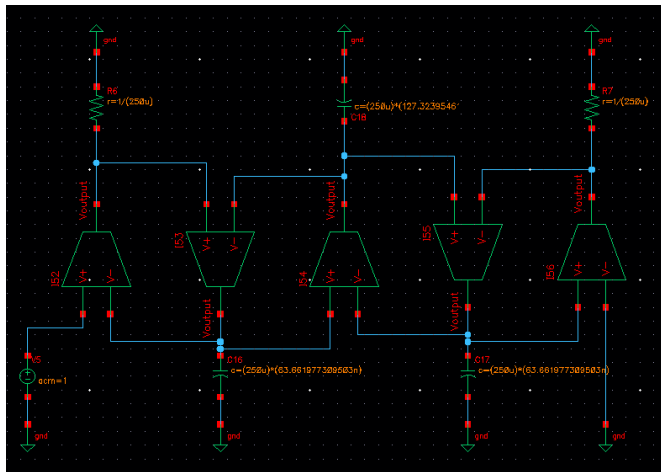 gnd
gnd
gnd
R6
r=1/(250u)
c=(250u)*(127.3239546
C18
R7
r=1/(250u)
Voutput
Voutput
Voutput
I52
V+
V-
I53
V+
V-
I54
V+
V-
I55
V+
V-
I56
V+
V-
Voutput
Voutput
V5
acm=1
C16
c=(250u)*(63.661977309503n)
C17
c=(250u)*(63.661977309503n)
gnd
gnd
gnd
gnd